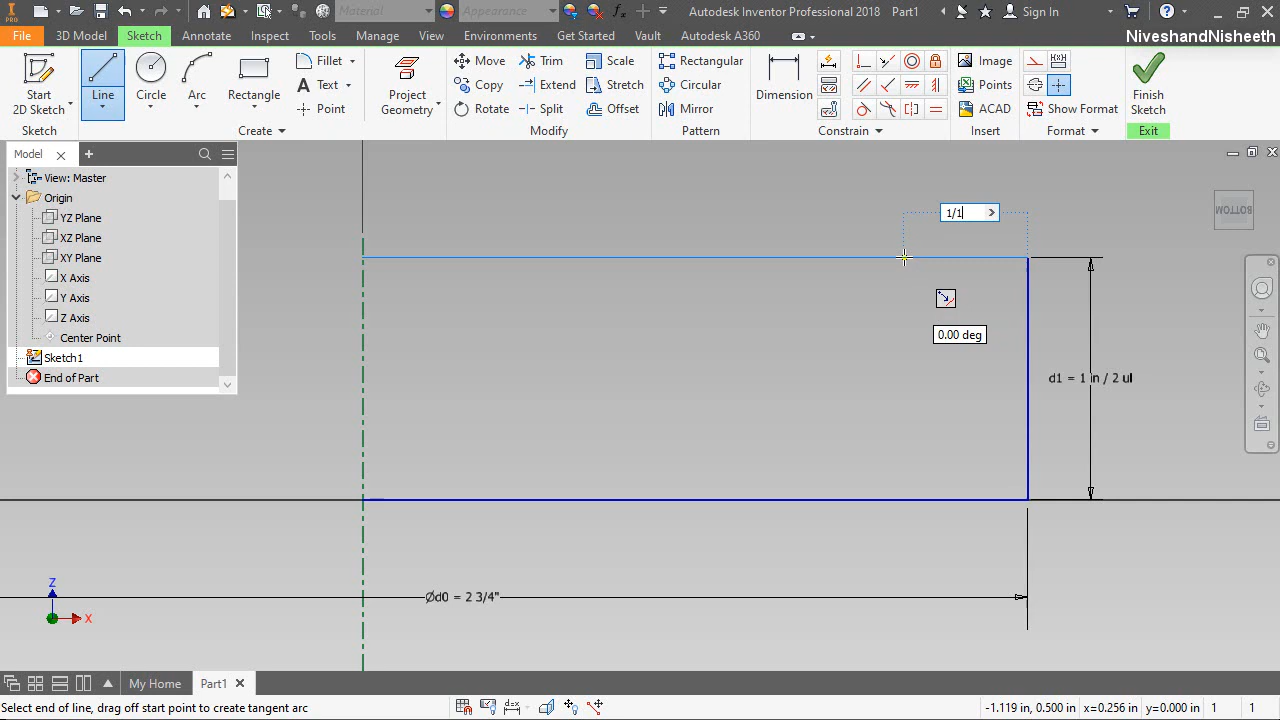 PRO
Material
Appearance
Autodesk Inventor Professional 2018 Part1
Sign In
File 3D Model Sketch Annotate Inspect Tools Manage View Environments Get Started Vault Autodesk A360
NiveshandNisheeth
Start
2D Sketch
Line
Circle
Arc
Rectangle
Fillet
Text
Point
Project
Geometry
Move
Copy
Rotate
Trim
Extend
Split
Scale
Stretch
Offset
Rectangular
Circular
Mirror
Dimension
Image
Points
ACAD
Show Format
Finish
Sketch
Sketch Create Modify Pattern Constrain Insert Format Exit
Model
View: Master
Origin
YZ Plane
XZ Plane
XY Plane
X Axis
Y Axis
Z Axis
Center Point
Sketch1
End of Part
1/1
BOTTOM
0.00 deg
d1 = 1 in / 2 ul
Ød0 = 2 3/4"
Z
X
My Home Part1
Select end of line, drag off start point to create tangent arc
-1.119 in, 0.500 in x=0.256 in y=0.000 in 1 1